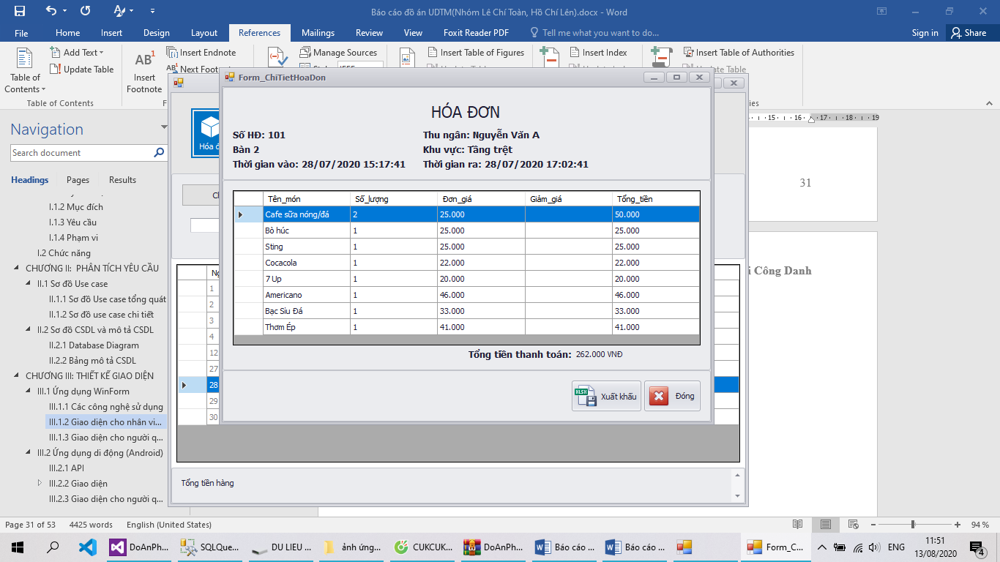 Báo cáo đồ án UDTM(Nhóm Lê Chí Toàn, Hồ Chí Lên).docx - Word
File Home Insert Design Layout References Mailings Review View Foxit Reader PDF Tell me what you want to do... Sign in Share
Table of Contents
Add Text
Update Table
Table of Contents
AB1
Insert Footnote
Insert Endnote
Next
Manage Sources
Insert Table of Figures
Insert Index
Insert Table of Authorities
Update Table
Navigation
Search document
Headings Pages Results
I.1.2 Mục đích
I.1.3 Yêu cầu
I.1.4 Phạm vi
I.2 Chức năng
CHƯƠNG II: PHÂN TÍCH YÊU CẦU
II.1 Sơ đồ Use case
II.1.1 Sơ đồ Use case tổng quát
II.1.2 Sơ đồ use case chi tiết
II.2 Sơ đồ CSDL và mô tả CSDL
II.2.1 Database Diagram
II.2.2 Bảng mô tả CSDL
CHƯƠNG III: THIẾT KẾ GIAO DIỆN
III.1 Ứng dụng WinForm
III.1.1 Các công nghệ sử dụng
III.1.2 Giao diện cho nhân vi...
III.1.3 Giao diện cho người q...
III.2 Ứng dụng di động (Android)
III.2.1 API
III.2.2 Giao diện
III.2.3 Giao diện cho người q...
Hóa đ
Ch
Ng
1
2
3
4
12
27
28
29
30
Tổng tiền hàng
Form_ChiTietHoaDon
HÓA ĐƠN
Số HĐ: 101 Thu ngân: Nguyễn Văn A
Bàn 2 Khu vực: Tầng trệt
Thời gian vào: 28/07/2020 15:17:41 Thời gian ra: 28/07/2020 17:02:41
Tên_món Số_lượng Đơn_giá Giảm_giá Tổng_tiền
Cafe sữa nóng/đá 2 25.000 50.000
Bò húc 1 25.000 25.000
Sting 1 25.000 25.000
Cocacola 1 22.000 22.000
7 Up 1 20.000 20.000
Americano 1 46.000 46.000
Bạc Sỉu Đá 1 33.000 33.000
Thơm Ép 1 41.000 41.000
Tổng tiền thanh toán: 262.000 VNĐ
XLSX Xuất khẩu Đóng
15 16 17 18 19
31
i Công Danh
Page 31 of 53 4425 words English (United States) 94 %
DoAnPh... SQLQue... DU LIEU ... ảnh ứng... CUKCUK... DoAnPh... Báo cáo ... Báo cáo ... Form_C... ENG 11:51
13/08/2020 4